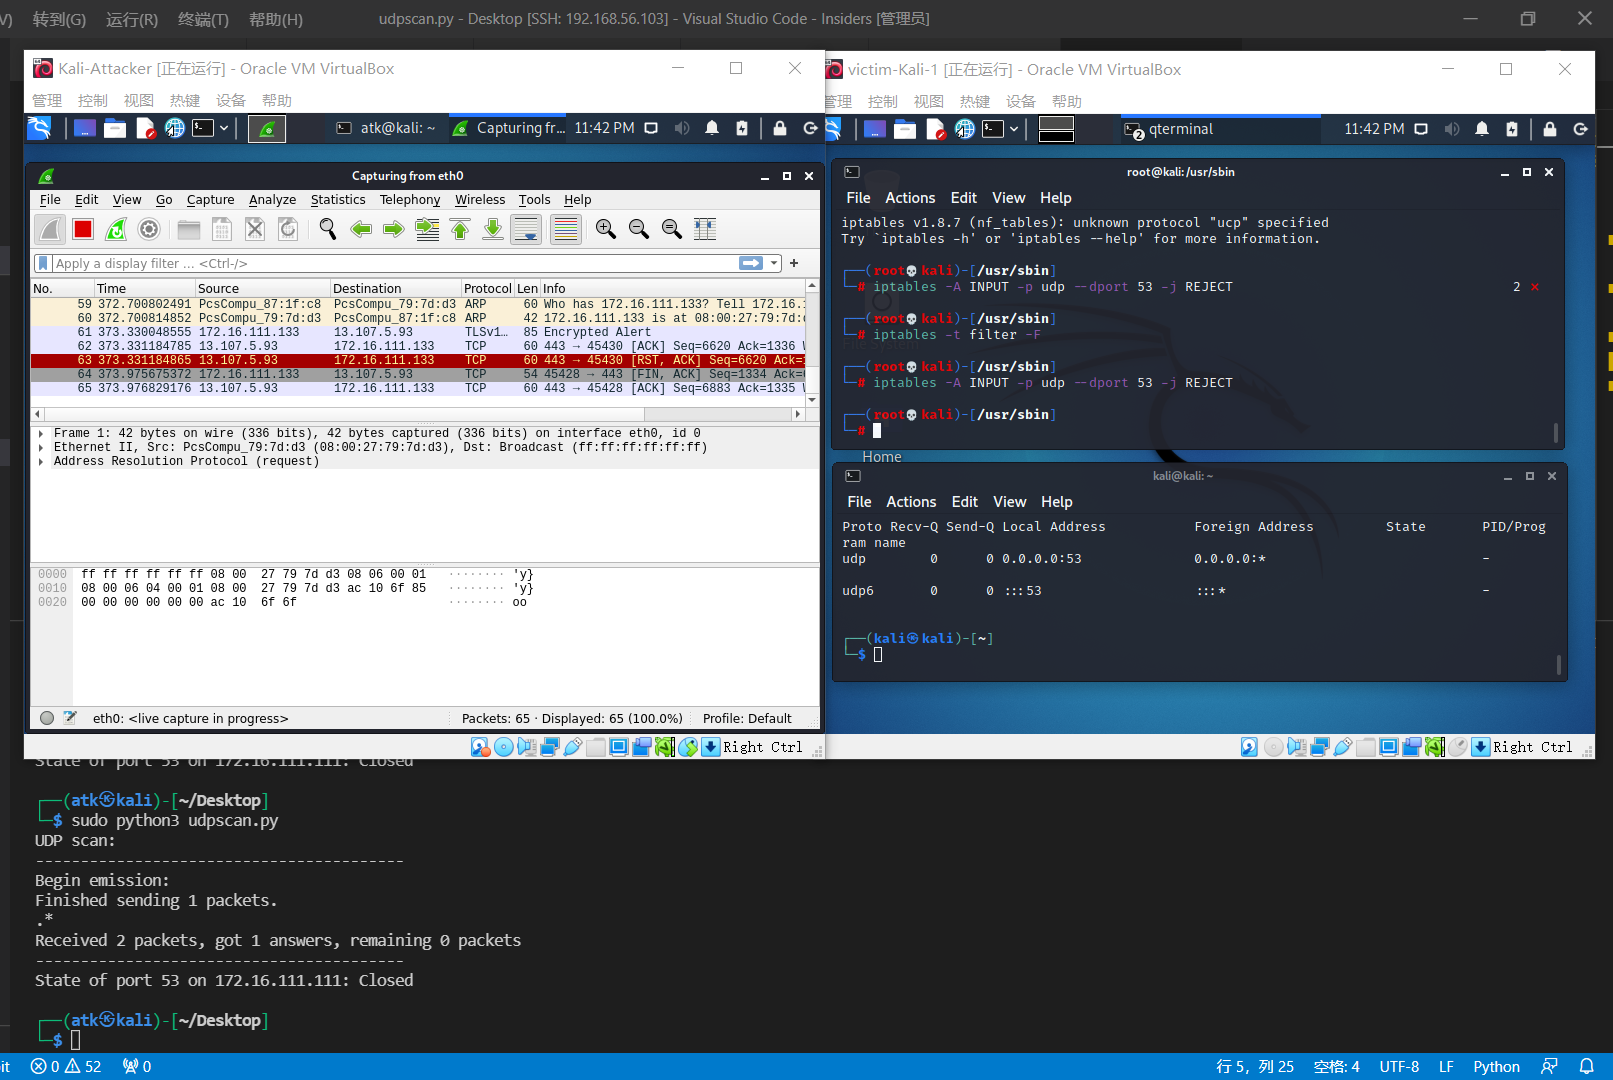 转到(G) 运行(R) 终端(T) 帮助(H) udpscan.py - Desktop [SSH: 192.168.56.103] - Visual Studio Code - Insiders [管理员]
Kali-Attacker [正在运行] - Oracle VM VirtualBox
管理 控制 视图 热键 设备 帮助
atk@kali: ~ Capturing fr... 11:42 PM
Capturing from eth0
File Edit View Go Capture Analyze Statistics Telephony Wireless Tools Help
Apply a display filter ... <Ctrl-/>
No. Time Source Destination Protocol Len Info
59 372.700802491 PcsCompu_87:1f:c8 PcsCompu_79:7d:d3 ARP 60 Who has 172.16.111.133? Tell 172.16.
60 372.700814852 PcsCompu_79:7d:d3 PcsCompu_87:1f:c8 ARP 42 172.16.111.133 is at 08:00:27:79:7d:
61 373.330048555 172.16.111.133 13.107.5.93 TLSv1… 85 Encrypted Alert
62 373.331184785 13.107.5.93 172.16.111.133 TCP 60 443 → 45430 [ACK] Seq=6620 Ack=1336
63 373.331184865 13.107.5.93 172.16.111.133 TCP 60 443 → 45430 [RST, ACK] Seq=6620 Ack=
64 373.975675372 172.16.111.133 13.107.5.93 TCP 54 45428 → 443 [FIN, ACK] Seq=1334 Ack=
65 373.976829176 13.107.5.93 172.16.111.133 TCP 60 443 → 45428 [ACK] Seq=6883 Ack=1335
Frame 1: 42 bytes on wire (336 bits), 42 bytes captured (336 bits) on interface eth0, id 0
Ethernet II, Src: PcsCompu_79:7d:d3 (08:00:27:79:7d:d3), Dst: Broadcast (ff:ff:ff:ff:ff:ff)
Address Resolution Protocol (request)
0000 ff ff ff ff ff ff 08 00 27 79 7d d3 08 06 00 01 ········ 'y}
0010 08 00 06 04 00 01 08 00 27 79 7d d3 ac 10 6f 85 ········ 'y}
0020 00 00 00 00 00 00 ac 10 6f 6f ········ oo
eth0: <live capture in progress> Packets: 65 · Displayed: 65 (100.0%) Profile: Default
Right Ctrl
victim-Kali-1 [正在运行] - Oracle VM VirtualBox
管理 控制 视图 热键 设备 帮助
2 qterminal 11:42 PM
root@kali: /usr/sbin
File Actions Edit View Help
iptables v1.8.7 (nf_tables): unknown protocol "ucp" specified
Try `iptables -h' or 'iptables --help' for more information.
┌──(root💀kali)-[/usr/sbin]
└─# iptables -A INPUT -p udp --dport 53 -j REJECT 2 ⨯
┌──(root💀kali)-[/usr/sbin]
└─# iptables -t filter -F
┌──(root💀kali)-[/usr/sbin]
└─# iptables -A INPUT -p udp --dport 53 -j REJECT
┌──(root💀kali)-[/usr/sbin]
└─#
Home
kali@kali: ~
File Actions Edit View Help
Proto Recv-Q Send-Q Local Address Foreign Address State PID/Prog
ram name
udp 0 0 0.0.0.0:53 0.0.0.0:* -
udp6 0 0 :::53 :::* -
┌──(kali㉿kali)-[~]
└─$
Right Ctrl
State of port 53 on 172.16.111.111: Closed
┌──(atk㉿kali)-[~/Desktop]
└─$ sudo python3 udpscan.py
UDP scan:
-----------------------------------------
Begin emission:
Finished sending 1 packets.
.*
Received 2 packets, got 1 answers, remaining 0 packets
-----------------------------------------
State of port 53 on 172.16.111.111: Closed
┌──(atk㉿kali)-[~/Desktop]
└─$
0 52 0 行 5, 列 25 空格: 4 UTF-8 LF Python